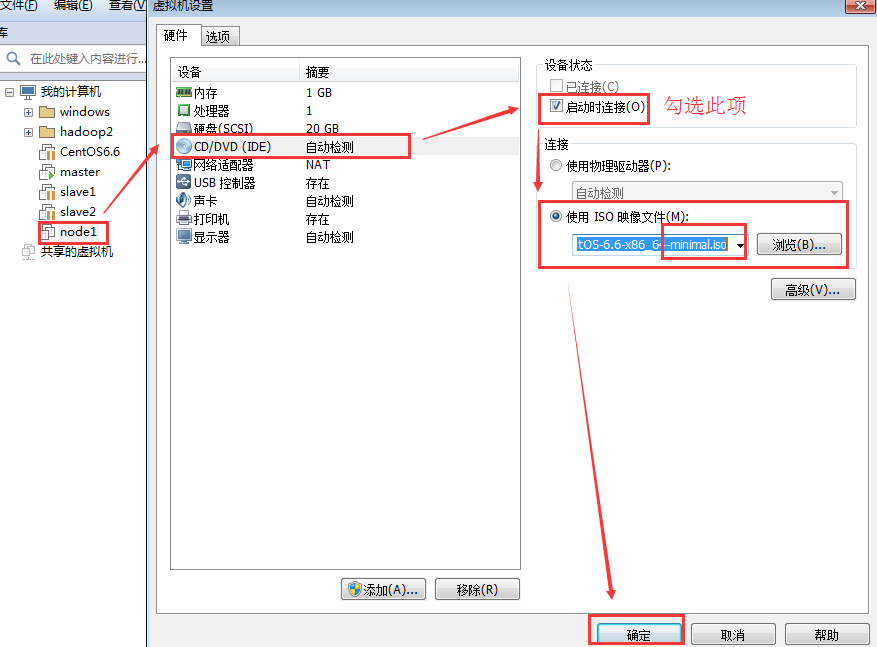 文件(F) 编辑(E) 查看(V
虚拟机设置
库
在此处键入内容进行...
我的计算机
windows
hadoop2
CentOS6.6
master
slave1
slave2
node1
共享的虚拟机
硬件 选项
设备 摘要
内存 1 GB
处理器 1
硬盘(SCSI) 20 GB
CD/DVD (IDE) 自动检测
网络适配器 NAT
USB 控制器 存在
声卡 自动检测
打印机 存在
显示器 自动检测
添加(A)... 移除(R)
设备状态
已连接(C)
启动时连接(O) 勾选此项
连接
使用物理驱动器(P):
自动检测
使用 ISO 映像文件(M):
tOS-6.6-x86_64-minimal.iso 浏览(B)...
高级(V)...
确定 取消 帮助